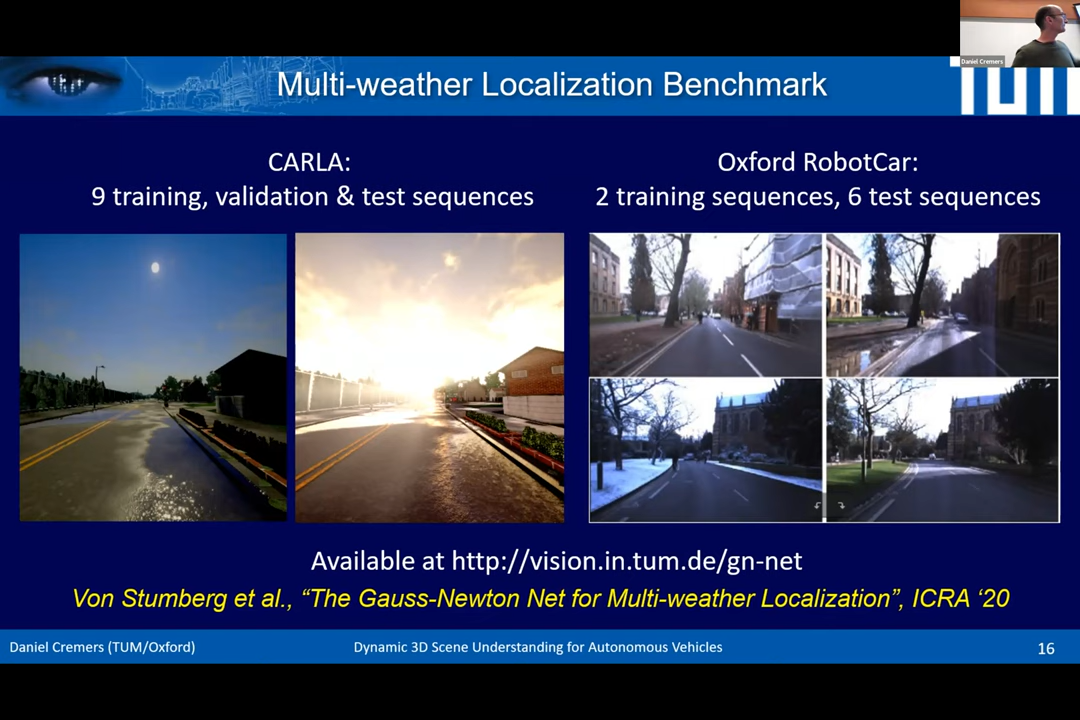 Daniel Cremers
Multi-weather Localization Benchmark
TUM
CARLA:
9 training, validation & test sequences
Oxford RobotCar:
2 training sequences, 6 test sequences
Available at http://vision.in.tum.de/gn-net
Von Stumberg et al., “The Gauss-Newton Net for Multi-weather Localization”, ICRA ‘20
Daniel Cremers (TUM/Oxford)
Dynamic 3D Scene Understanding for Autonomous Vehicles
16